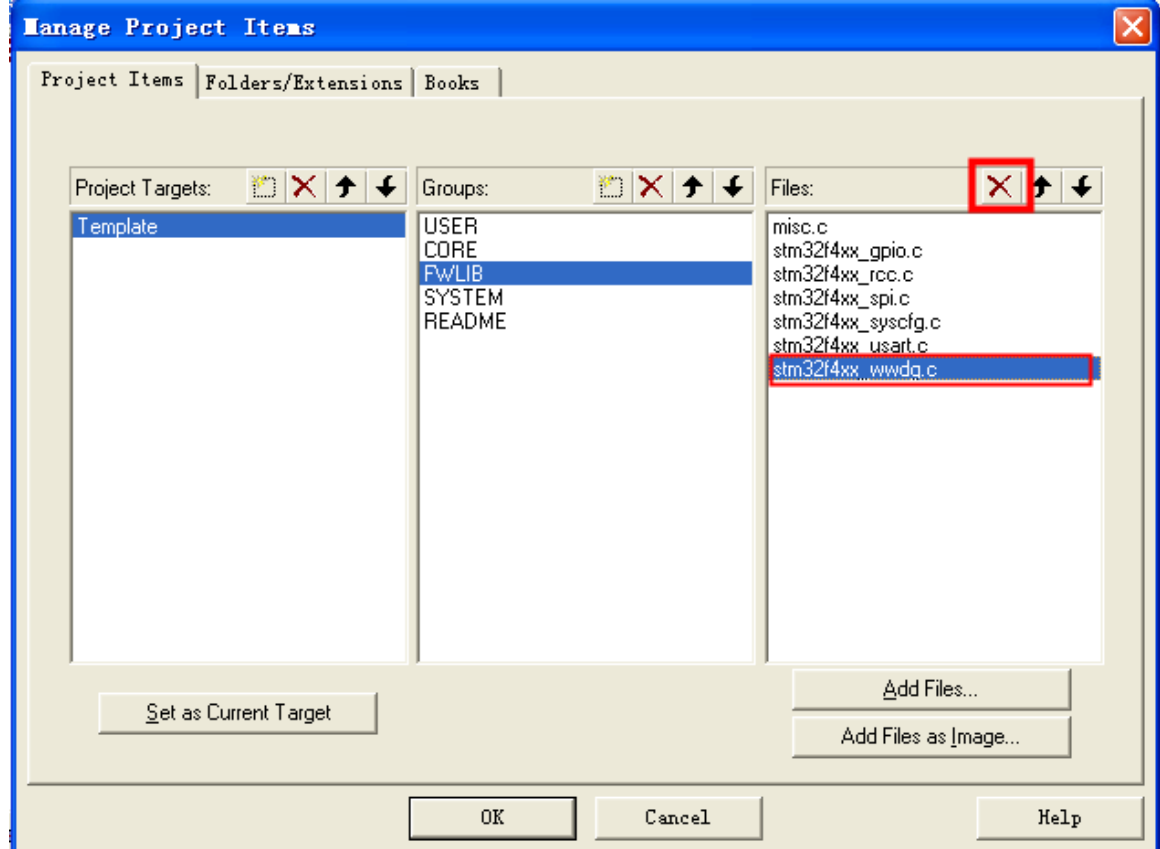 Manage Project Items
Project Items Folders/Extensions Books
Project Targets: Groups: Files:
Template
USER
CORE
FWLIB
SYSTEM
README
misc.c
stm32f4xx_gpio.c
stm32f4xx_rcc.c
stm32f4xx_spi.c
stm32f4xx_syscfg.c
stm32f4xx_usart.c
stm32f4xx_wwdg.c
Set as Current Target
Add Files...
Add Files as Image...
OK Cancel Help